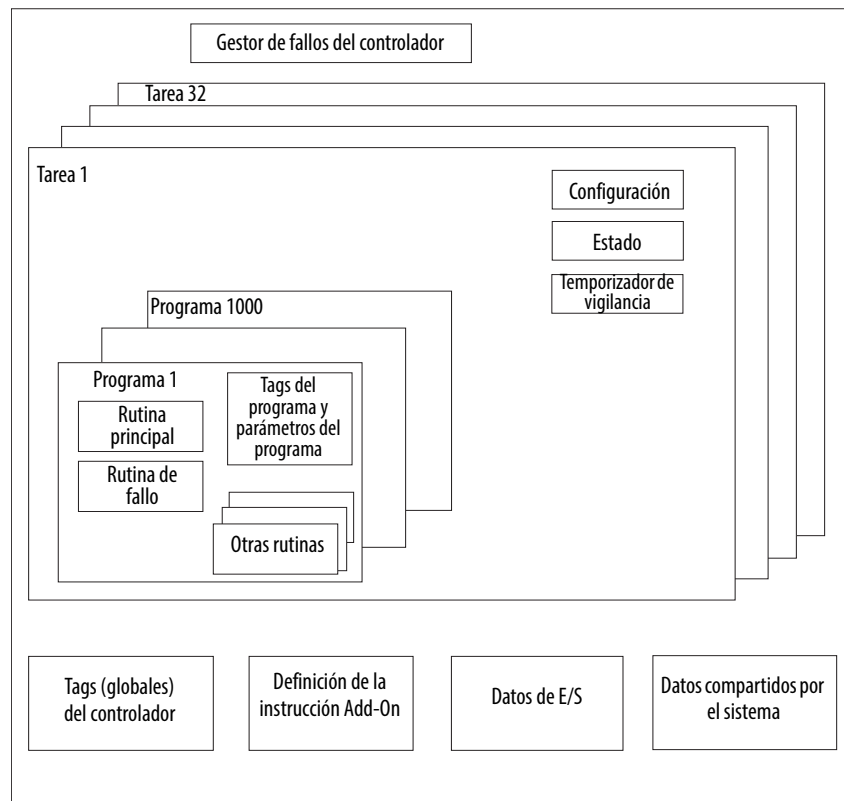 Gestor de fallos del controlador
Tarea 32
Tarea 1
Configuración
Estado
Temporizador de
vigilancia
Programa 1000
Programa 1
Tags del
programa y
parámetros del
programa
Rutina
principal
Rutina de
fallo
Otras rutinas
Tags (globales)
del controlador
Definición de la
instrucción Add-On
Datos de E/S
Datos compartidos por
el sistema